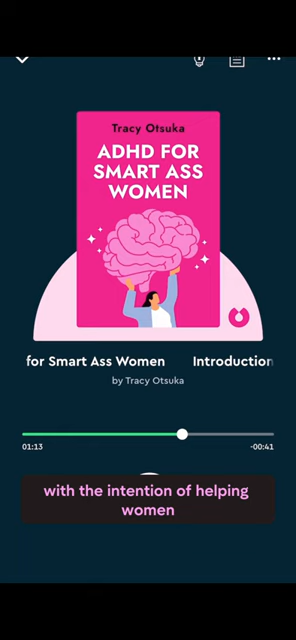 Tracy Otsuka
ADHD FOR
SMART ASS
WOMEN
for Smart Ass Women Introduction
by Tracy Otsuka
01:13 -00:41
with the intention of helping
women